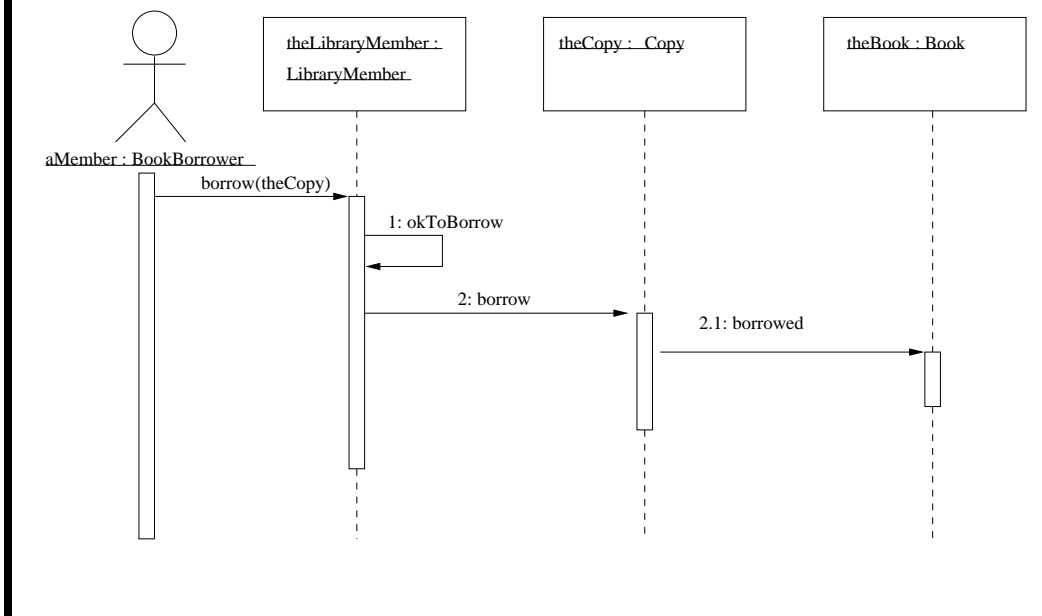 theLibraryMember :
LibraryMember
theCopy : Copy
theBook : Book
aMember : BookBorrower
borrow(theCopy)
1: okToBorrow
2: borrow
2.1: borrowed